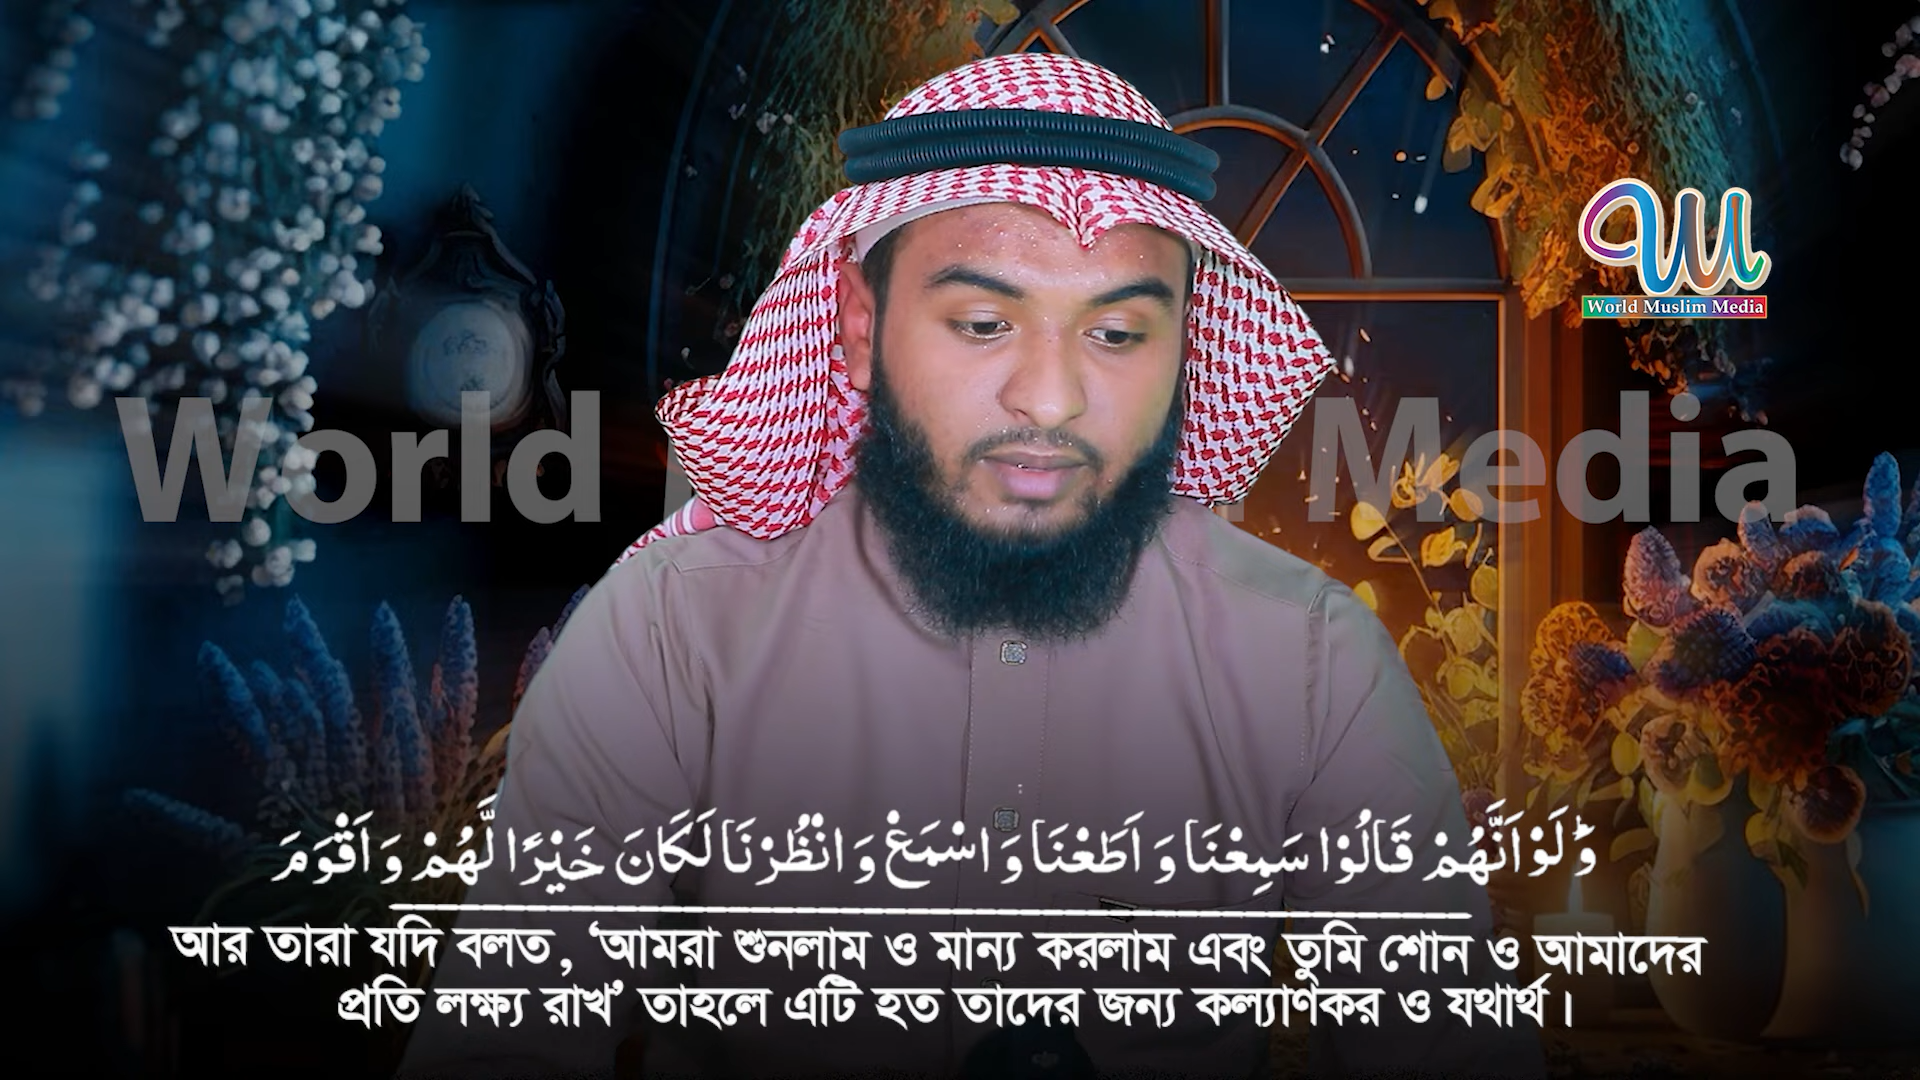 World Muslim Media
World Media
وَلَوْ اَنَّهُمْ قَالُوْا سَمِعْنَا وَ اَطَعْنَا وَ اسْمَعْ وَ انْظُرْنَا لَكَانَ خَيْرًا لَّهُمْ وَ اَقْوَمَ
আর তারা যদি বলত, ‘আমরা শুনলাম ও মান্য করলাম এবং তুমি শোন ও আমাদের
প্রতি লক্ষ্য রাখ’ তাহলে এটি হত তাদের জন্য কল্যাণকর ও যথার্থ।